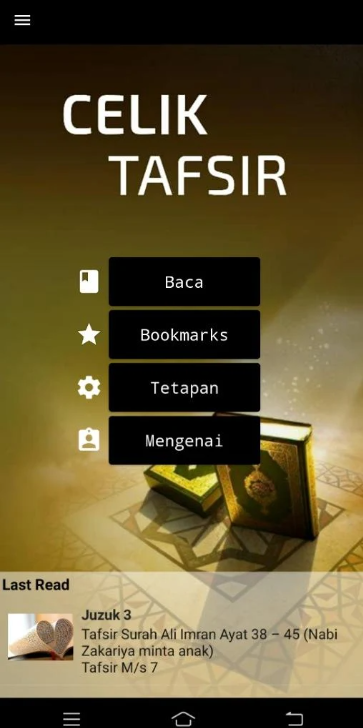 CELIK
TAFSIR
Baca
Bookmarks
Tetapan
Mengenai
Last Read
Juzuk 3
Tafsir Surah Ali Imran Ayat 38 – 45 (Nabi
Zakariya minta anak)
Tafsir M/s 7